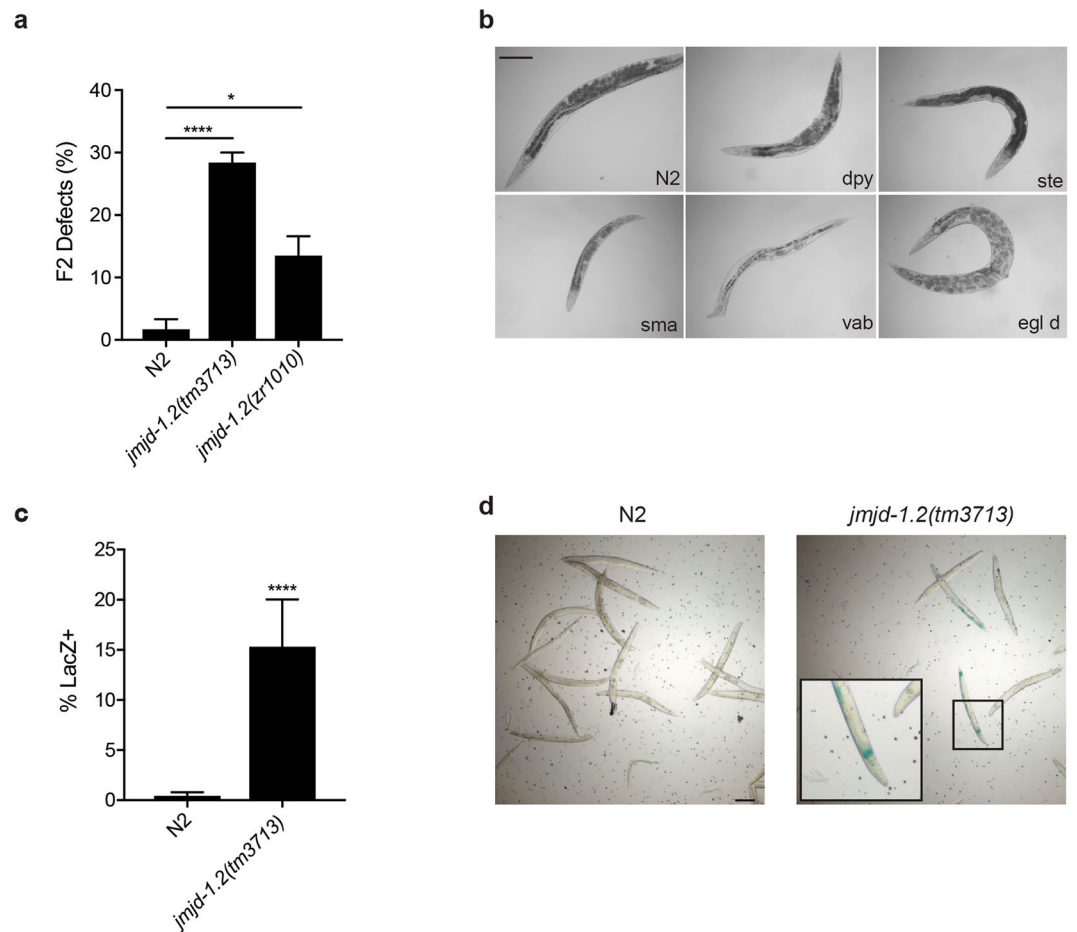 a
40
30
20
10
0
F2 Defects (%)
*
****
N2
jmjd-1.2(tm3713)
jmjd-1.2(zr1010)
b
N2
dpy
ste
sma
vab
egl d
c
25
20
15
10
5
0
% LacZ+
****
N2
jmjd-1.2(tm3713)
d
N2
jmjd-1.2(tm3713)